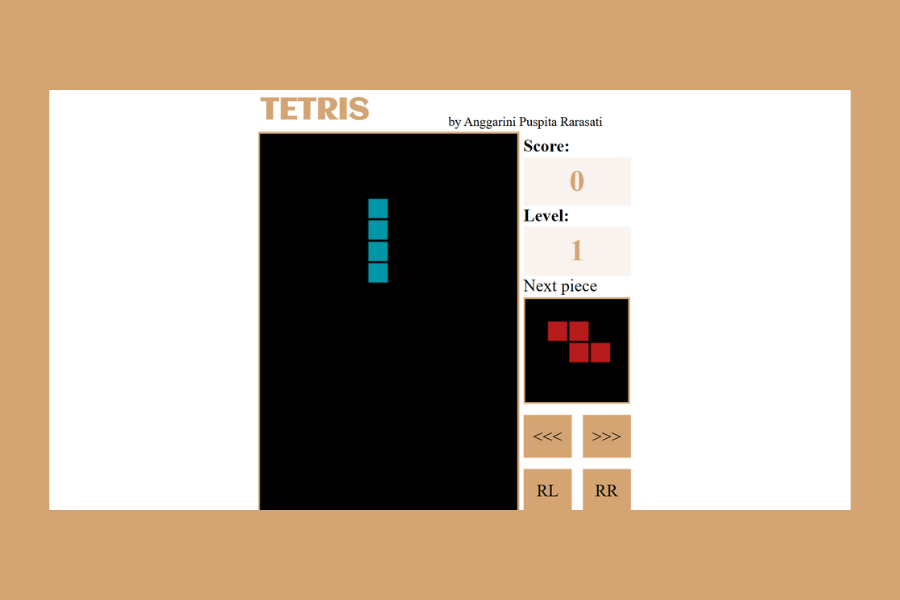 TETRIS
by Anggarini Puspita Rarasati
Score:
0
Level:
1
Next piece
<<< >>>
RL RR